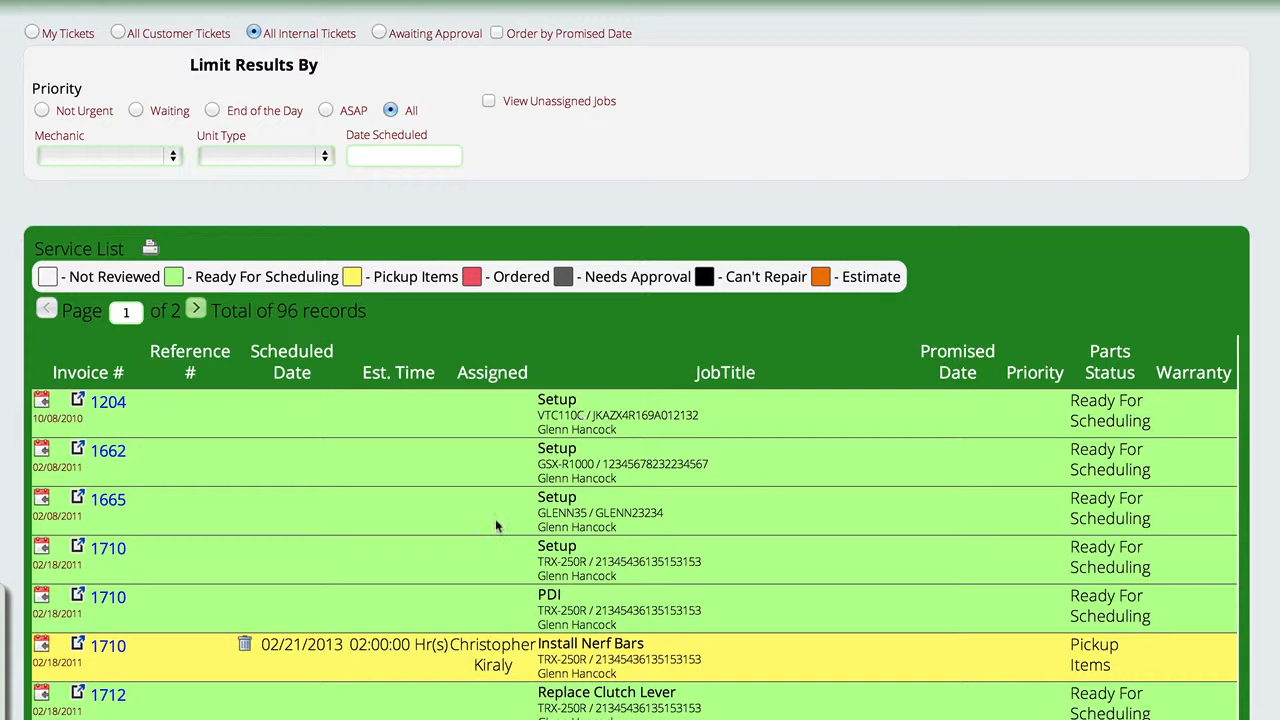 My Tickets All Customer Tickets All Internal Tickets Awaiting Approval Order by Promised Date
Limit Results By
Priority
Not Urgent Waiting End of the Day ASAP All View Unassigned Jobs
Mechanic Unit Type Date Scheduled
Service List
- Not Reviewed - Ready For Scheduling - Pickup Items - Ordered - Needs Approval - Can't Repair - Estimate
Page 1 of 2 Total of 96 records
Invoice # Reference # Scheduled Date Est. Time Assigned JobTitle Promised Date Priority Parts Status Warranty
1204 Setup Ready For Scheduling
10/08/2010 VTC110C / JKAZX4R169A012132
Glenn Hancock
1662 Setup Ready For Scheduling
02/08/2011 GSX-R1000 / 12345678232234567
Glenn Hancock
1665 Setup Ready For Scheduling
02/08/2011 GLENN35 / GLENN23234
Glenn Hancock
1710 Setup Ready For Scheduling
02/18/2011 TRX-250R / 21345436135153153
Glenn Hancock
1710 PDI Ready For Scheduling
02/18/2011 TRX-250R / 21345436135153153
Glenn Hancock
1710 02/21/2013 02:00:00 Hr(s) Christopher Kiraly Install Nerf Bars Pickup Items
02/18/2011 TRX-250R / 21345436135153153
Glenn Hancock
1712 Replace Clutch Lever Ready For Scheduling
02/18/2011 TRX-250R / 21345436135153153